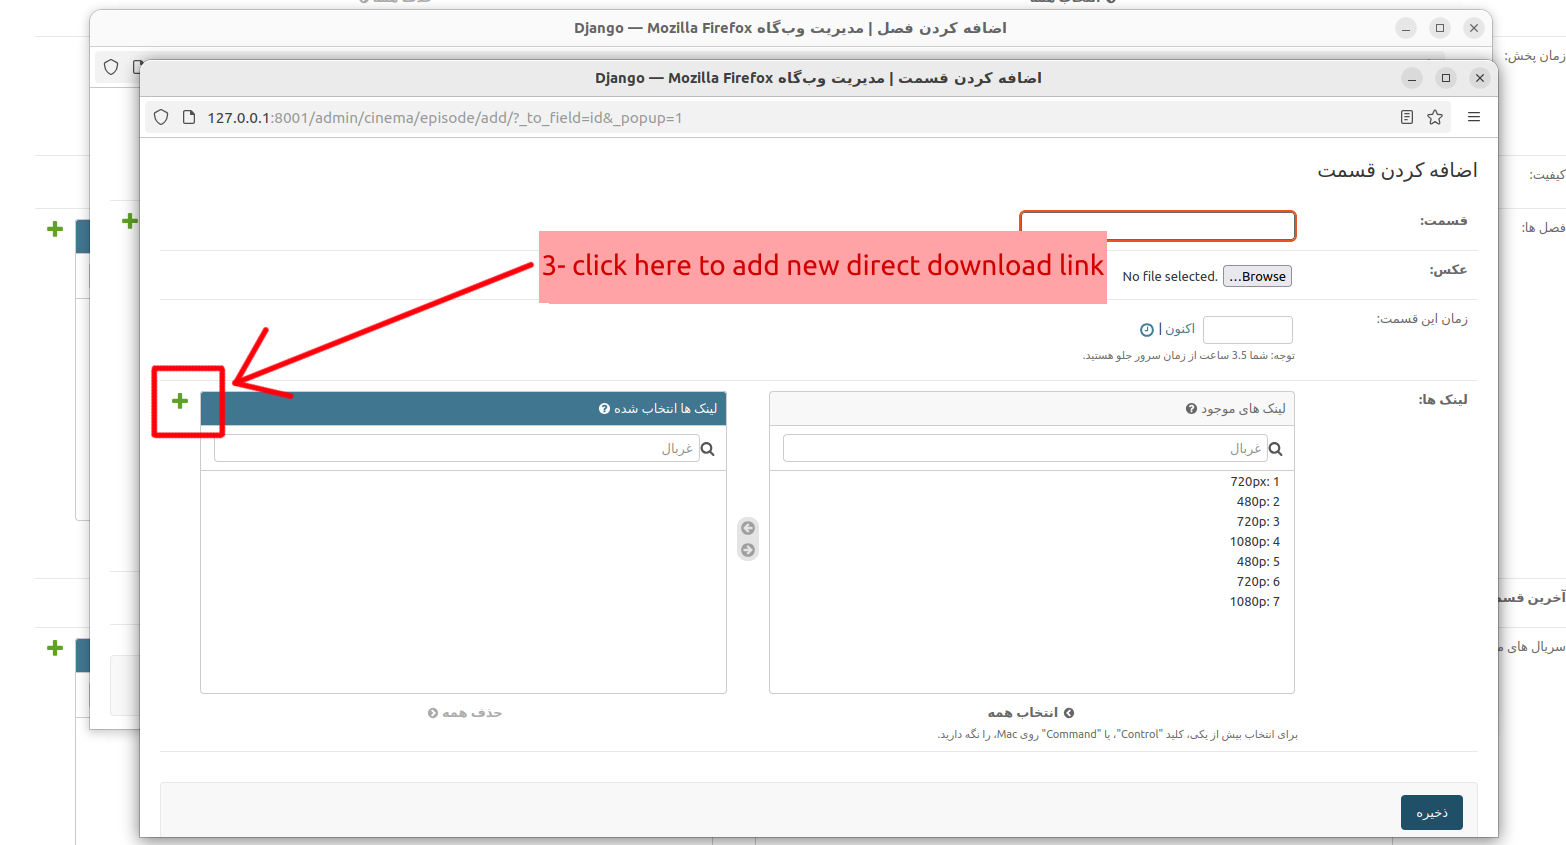 انتخاب همه
حذف همه
اضافه کردن فصل | مدیریت وب‌گاه Django — Mozilla Firefox
زمان پخش:
اضافه کردن قسمت | مدیریت وب‌گاه Django — Mozilla Firefox
127.0.0.1:8001/admin/cinema/episode/add/?_to_field=id&_popup=1
اضافه کردن قسمت
کیفیت:
قسمت:
فصل ها:
3- click here to add new direct download link
عکس:
Browse… No file selected.
زمان این قسمت:
اکنون |
توجه: شما 3.5 ساعت از زمان سرور جلو هستید.
لینک ها:
لینک های موجود
لینک ها انتخاب شده
غربال
غربال
720px: 1
480p: 2
720p: 3
1080p: 4
480p: 5
720p: 6
1080p: 7
آخرین قسم
سریال های م
انتخاب همه
حذف همه
برای انتخاب بیش از یکی، کلید "Control"، یا "Command" روی Mac، را نگه دارید.
ذخیره